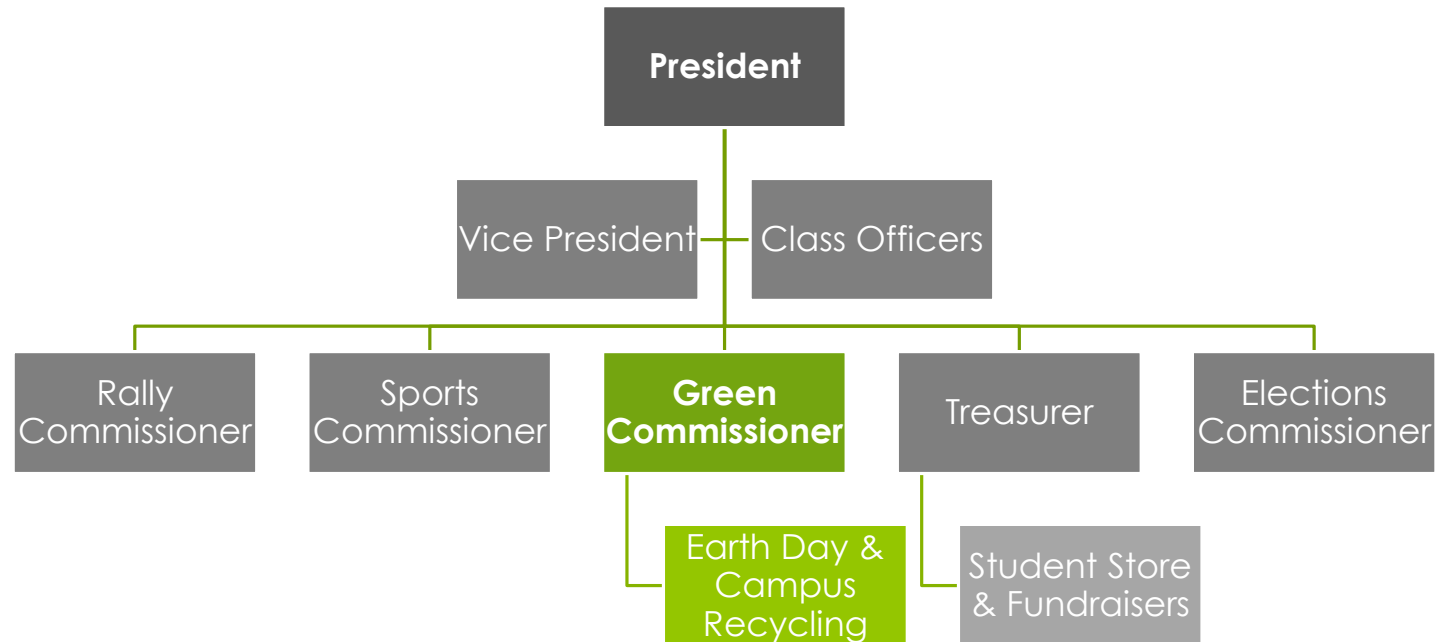 President
Vice President
Class Officers
Rally
Commissioner
Sports
Commissioner
Green
Commissioner
Treasurer
Elections
Commissioner
Earth Day &
Campus
Recycling
Student Store
& Fundraisers